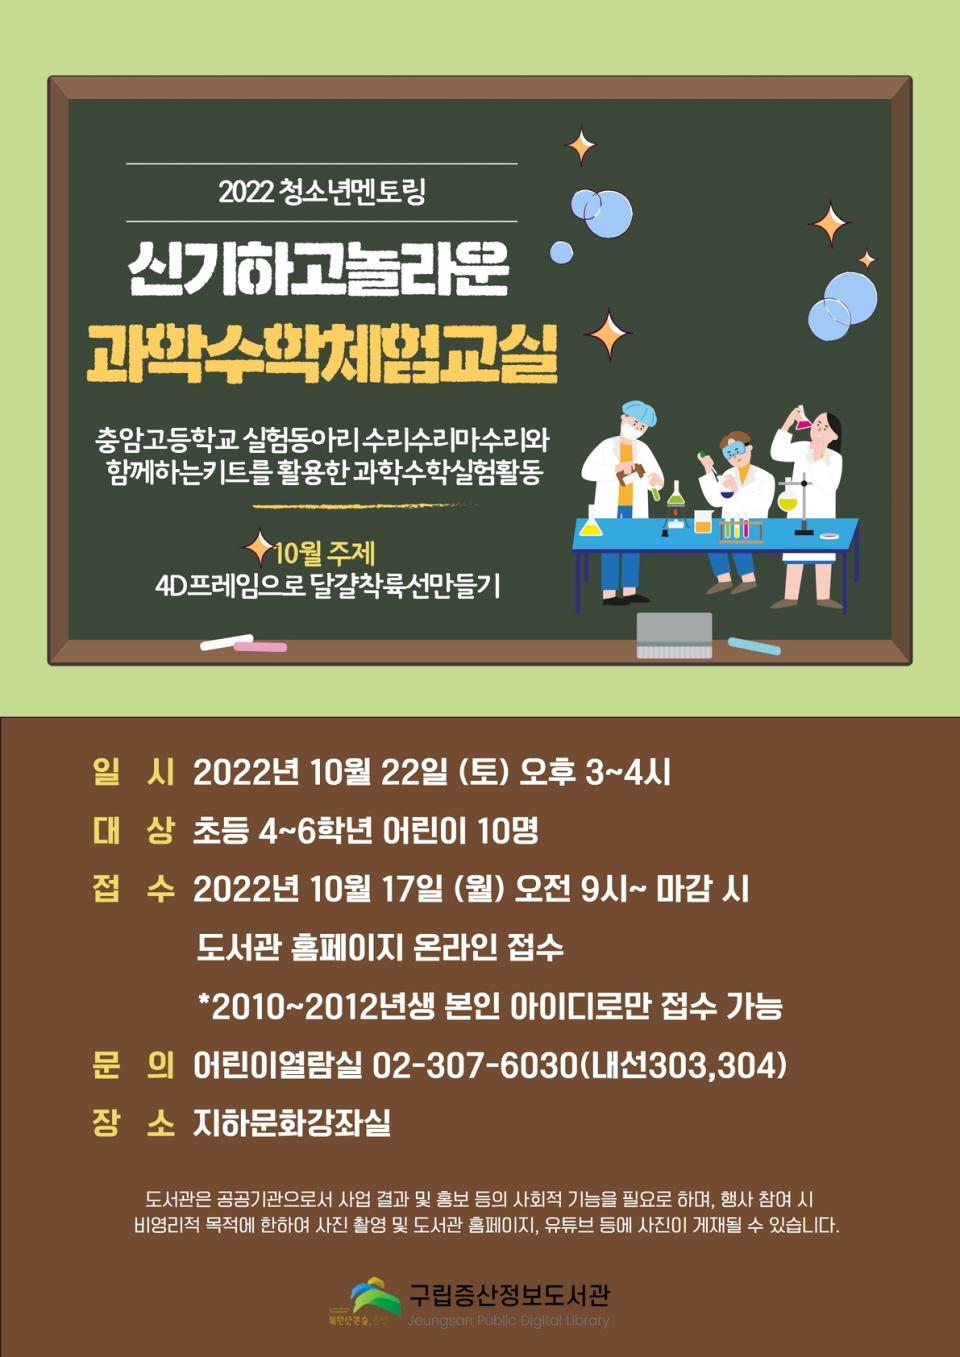 2022 청소년멘토링
신기하고놀라운
과학수학체험교실
충암고등학교 실험동아리 수리수리마수리와
함께하는키트를 활용한 과학수학실험활동
10월 주제
4D프레임으로 달걀착륙선만들기
일 시 2022년 10월 22일 (토) 오후 3~4시
대 상 초등 4~6학년 어린이 10명
접 수 2022년 10월 17일 (월) 오전 9시~ 마감 시
도서관 홈페이지 온라인 접수
*2010~2012년생 본인 아이디로만 접수 가능
문 의 어린이열람실 02-307-6030(내선303,304)
장 소 지하문화강좌실
도서관은 공공기관으로서 사업 결과 및 홍보 등의 사회적 기능을 필요로 하며, 행사 참여 시
비영리적 목적에 한하여 사진 촬영 및 도서관 홈페이지, 유튜브 등에 사진이 게재될 수 있습니다.
북한산큰숲, 은평
구립증산정보도서관
Jeungsan Public Digital Library